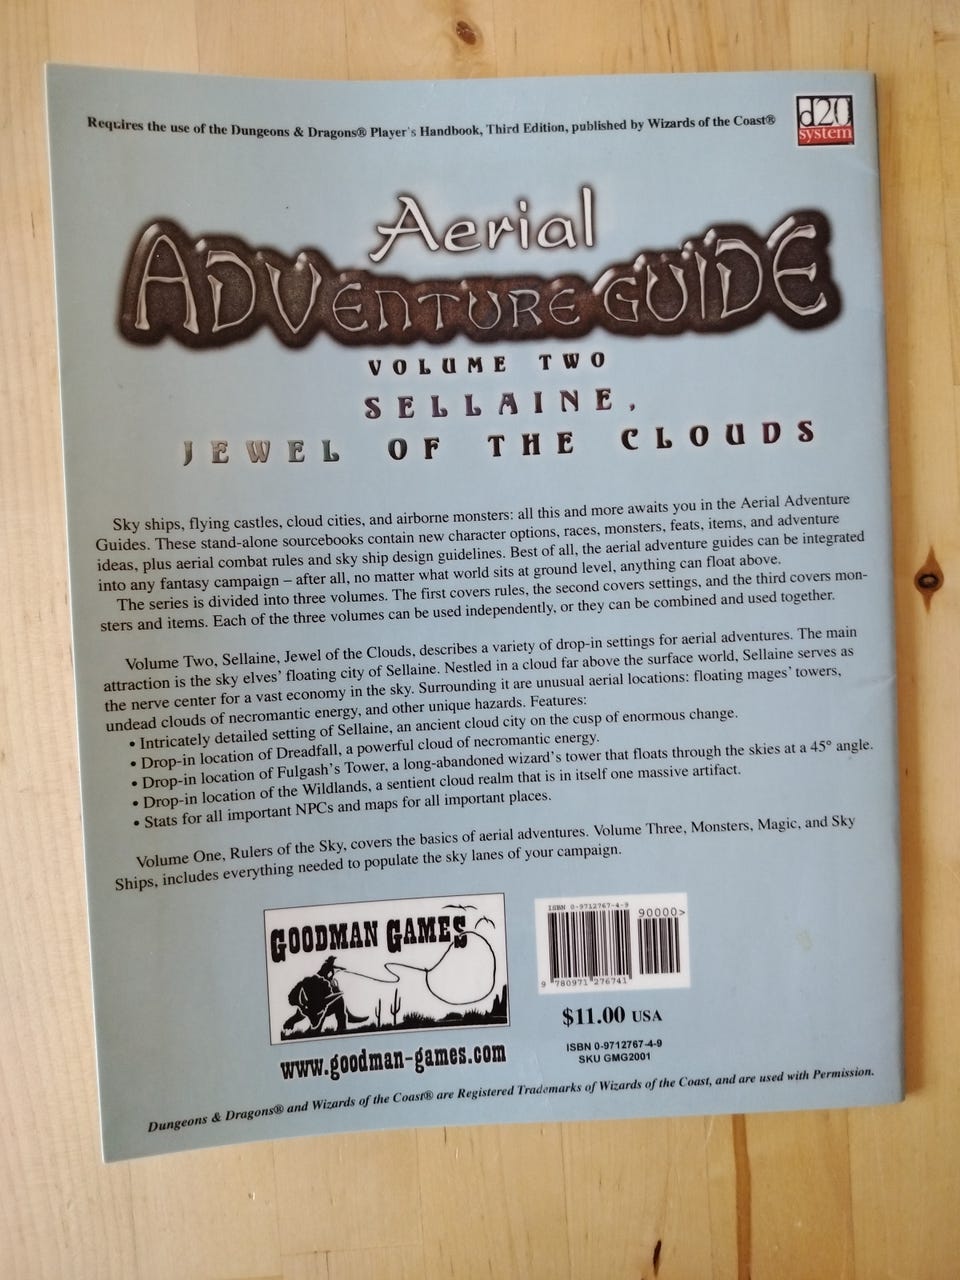 Requires the use of the Dungeons & Dragons® Player's Handbook, Third Edition, published by Wizards of the Coast®
d20
system
Aerial
ADVENTURE GUIDE
VOLUME TWO
SELLAINE,
JEWEL OF THE CLOUDS
Sky ships, flying castles, cloud cities, and airborne monsters: all this and more awaits you in the Aerial Adventure
Guides. These stand-alone sourcebooks contain new character options, races, monsters, feats, items, and adventure
ideas, plus aerial combat rules and sky ship design guidelines. Best of all, the aerial adventure guides can be integrated
into any fantasy campaign – after all, no matter what world sits at ground level, anything can float above.
The series is divided into three volumes. The first covers rules, the second covers settings, and the third covers mon-
sters and items. Each of the three volumes can be used independently, or they can be combined and used together.
Volume Two, Sellaine, Jewel of the Clouds, describes a variety of drop-in settings for aerial adventures. The main
attraction is the sky elves' floating city of Sellaine. Nestled in a cloud far above the surface world, Sellaine serves as
the nerve center for a vast economy in the sky. Surrounding it are unusual aerial locations: floating mages' towers,
undead clouds of necromantic energy, and other unique hazards. Features:
• Intricately detailed setting of Sellaine, an ancient cloud city on the cusp of enormous change.
• Drop-in location of Dreadfall, a powerful cloud of necromantic energy.
• Drop-in location of Fulgash's Tower, a long-abandoned wizard's tower that floats through the skies at a 45° angle.
• Drop-in location of the Wildlands, a sentient cloud realm that is in itself one massive artifact.
• Stats for all important NPCs and maps for all important places.
Volume One, Rulers of the Sky, covers the basics of aerial adventures. Volume Three, Monsters, Magic, and Sky
Ships, includes everything needed to populate the sky lanes of your campaign.
GOODMAN GAMES
www.goodman-games.com
ISBN 0-9712767-4-9
90000>
9 780971 276741
$11.00 USA
ISBN 0-9712767-4-9
SKU GMG2001
Dungeons & Dragons® and Wizards of the Coast® are Registered Trademarks of Wizards of the Coast, and are used with Permission.